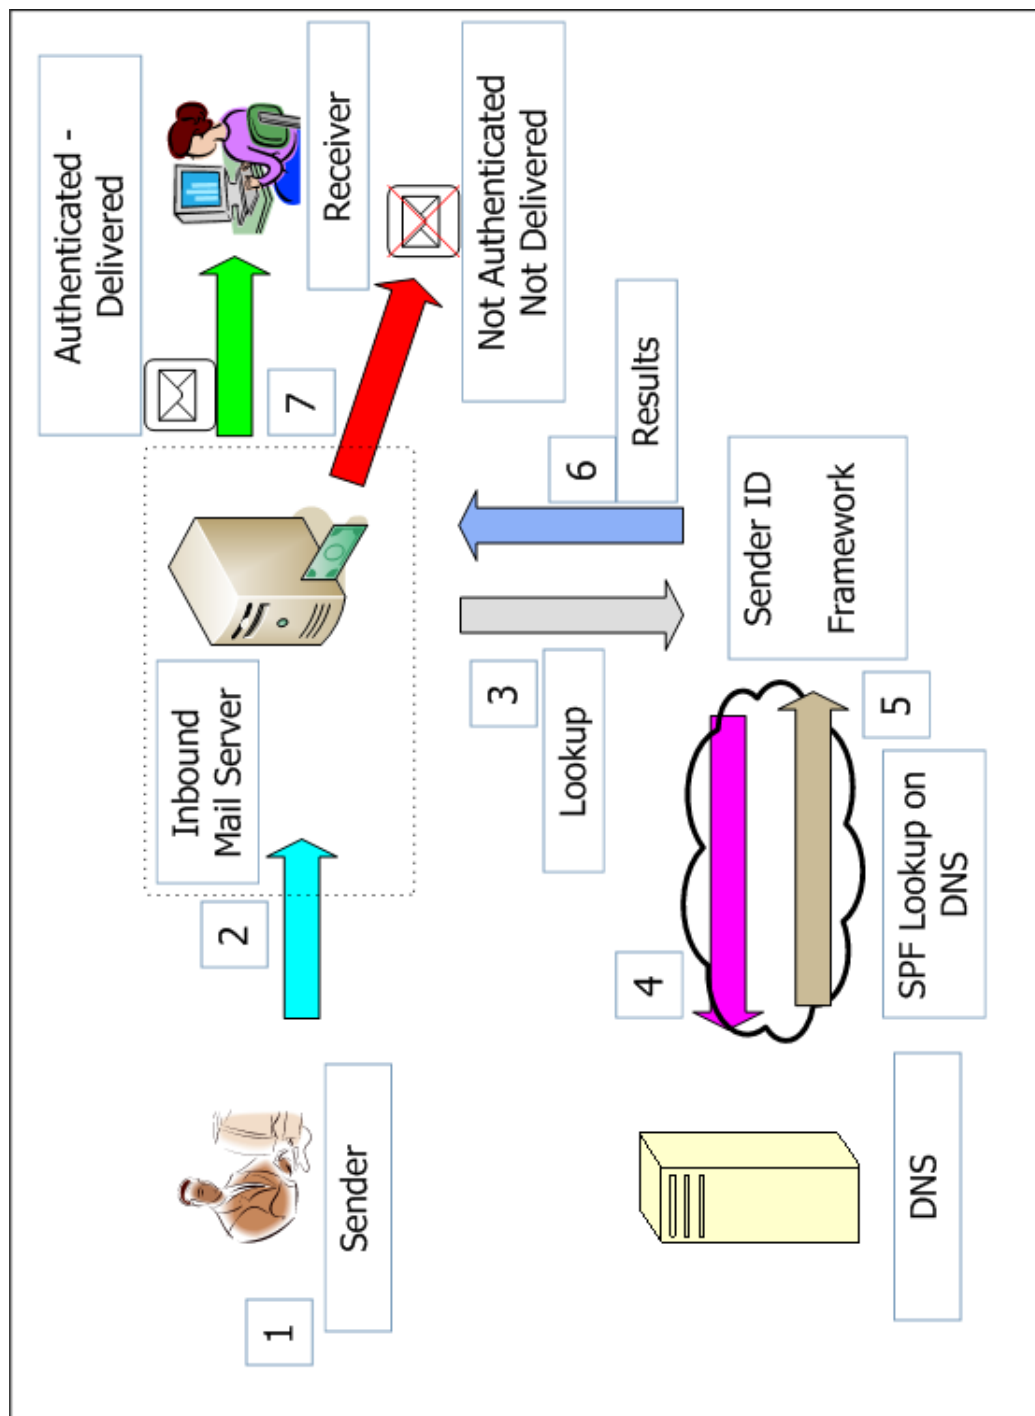 1
Sender
2
Inbound
Mail Server
Authenticated -
Delivered
7
Receiver
Not Authenticated
Not Delivered
3
Lookup
6
Results
Sender ID
Framework
4
5
SPF Lookup on
DNS
DNS